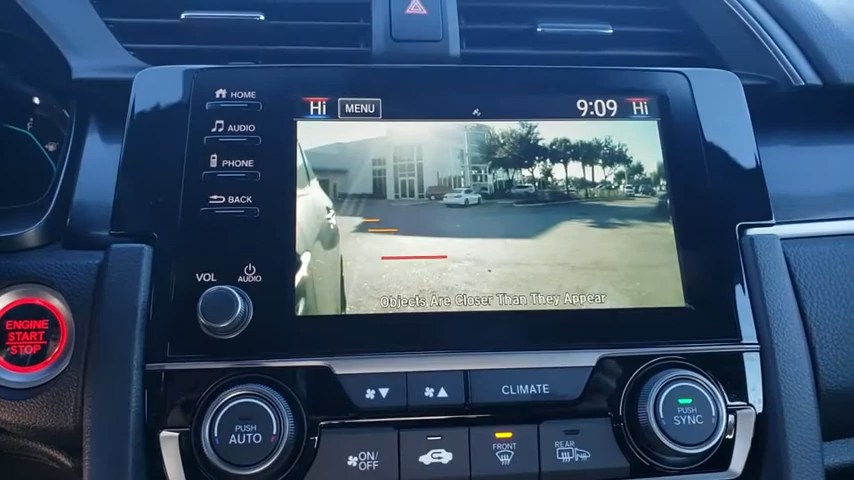 HOME
Hi
MENU
9:09
Hi
AUDIO
PHONE
BACK
Objects Are Closer Than They Appear
VOL
AUDIO
ENGINE
START
STOP
CLIMATE
PUSH
AUTO
ON/
OFF
FRONT
REAR
PUSH
SYNC